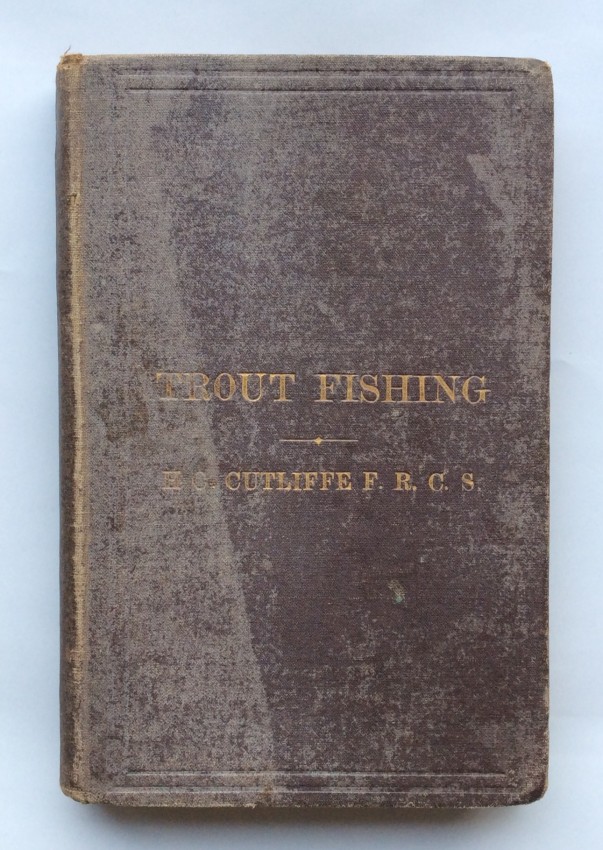 TROUT FISHING
H. C. CUTLIFFE F. R. C. S.